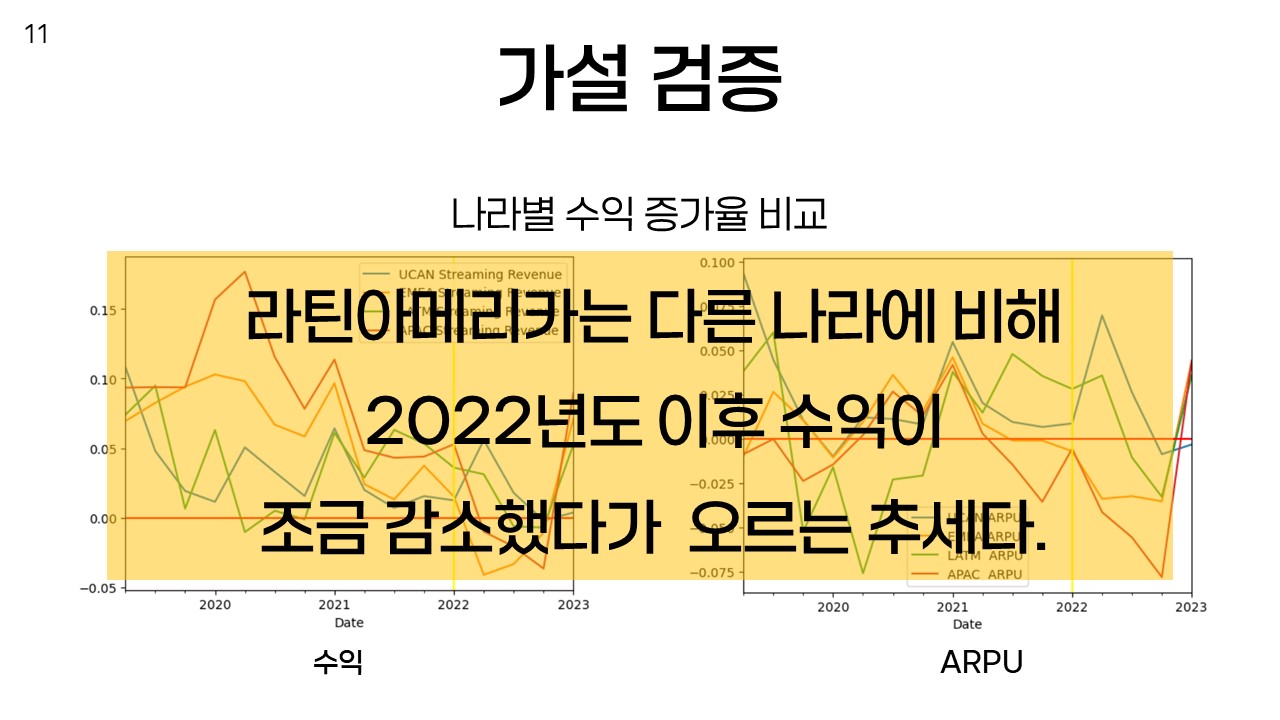 11
가설 검증
나라별 수익 증가율 비교
라틴아메리카는 다른 나라에 비해
2022년도 이후 수익이
조금 감소했다가 오르는 추세다.
UCAN Streaming Revenue
EMEA Streaming Revenue
LATM Streaming Revenue
APAC Streaming Revenue
0.15
0.10
0.05
0.00
−0.05
2020
2021
2022
2023
Date
수익
0.100
0.050
0.025
0.000
−0.025
−0.050
−0.075
UCAN ARPU
EMEA ARPU
LATM ARPU
APAC ARPU
2020
2021
2022
2023
Date
ARPU